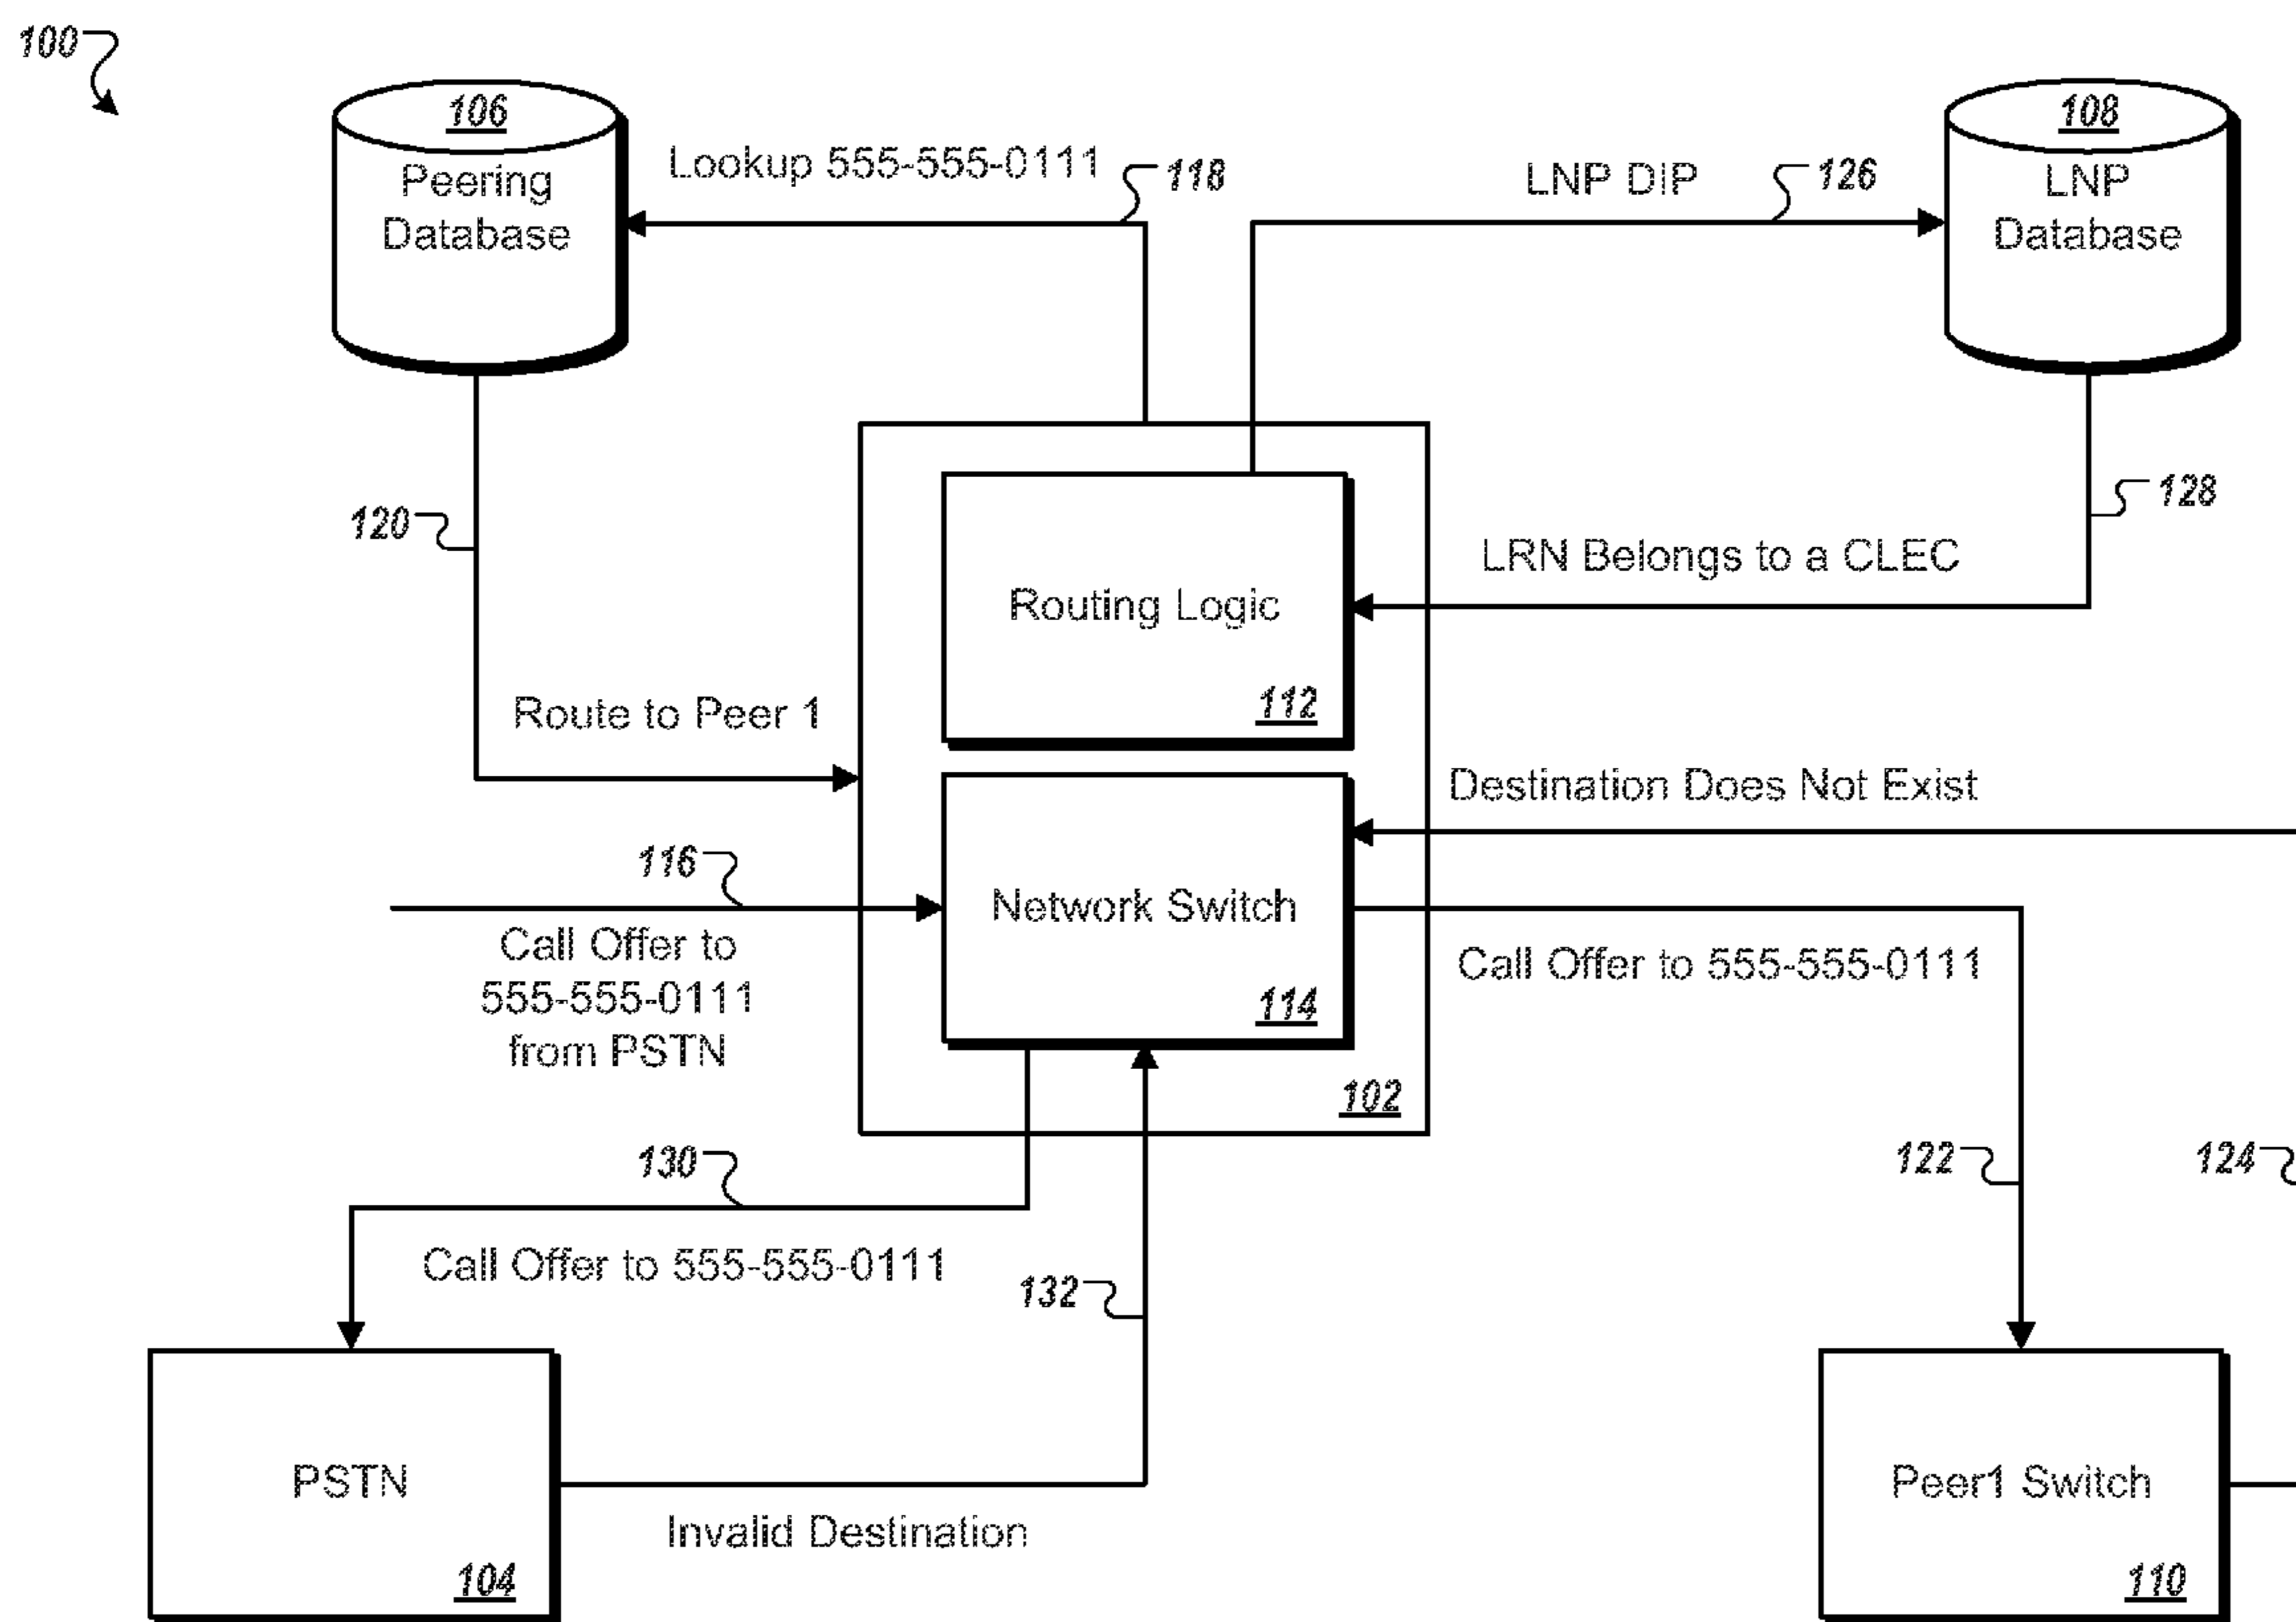 100
106
Peering
Database
Lookup 555-555-0111
118
LNP DIP
126
108
LNP
Database
120
128
LRN Belongs to a CLEC
Routing Logic
112
Route to Peer 1
Destination Does Not Exist
116
Call Offer to
555-555-0111
from PSTN
Network Switch
114
Call Offer to 555-555-0111
102
130
122
124
Call Offer to 555-555-0111
132
PSTN
104
Invalid Destination
Peer1 Switch
110